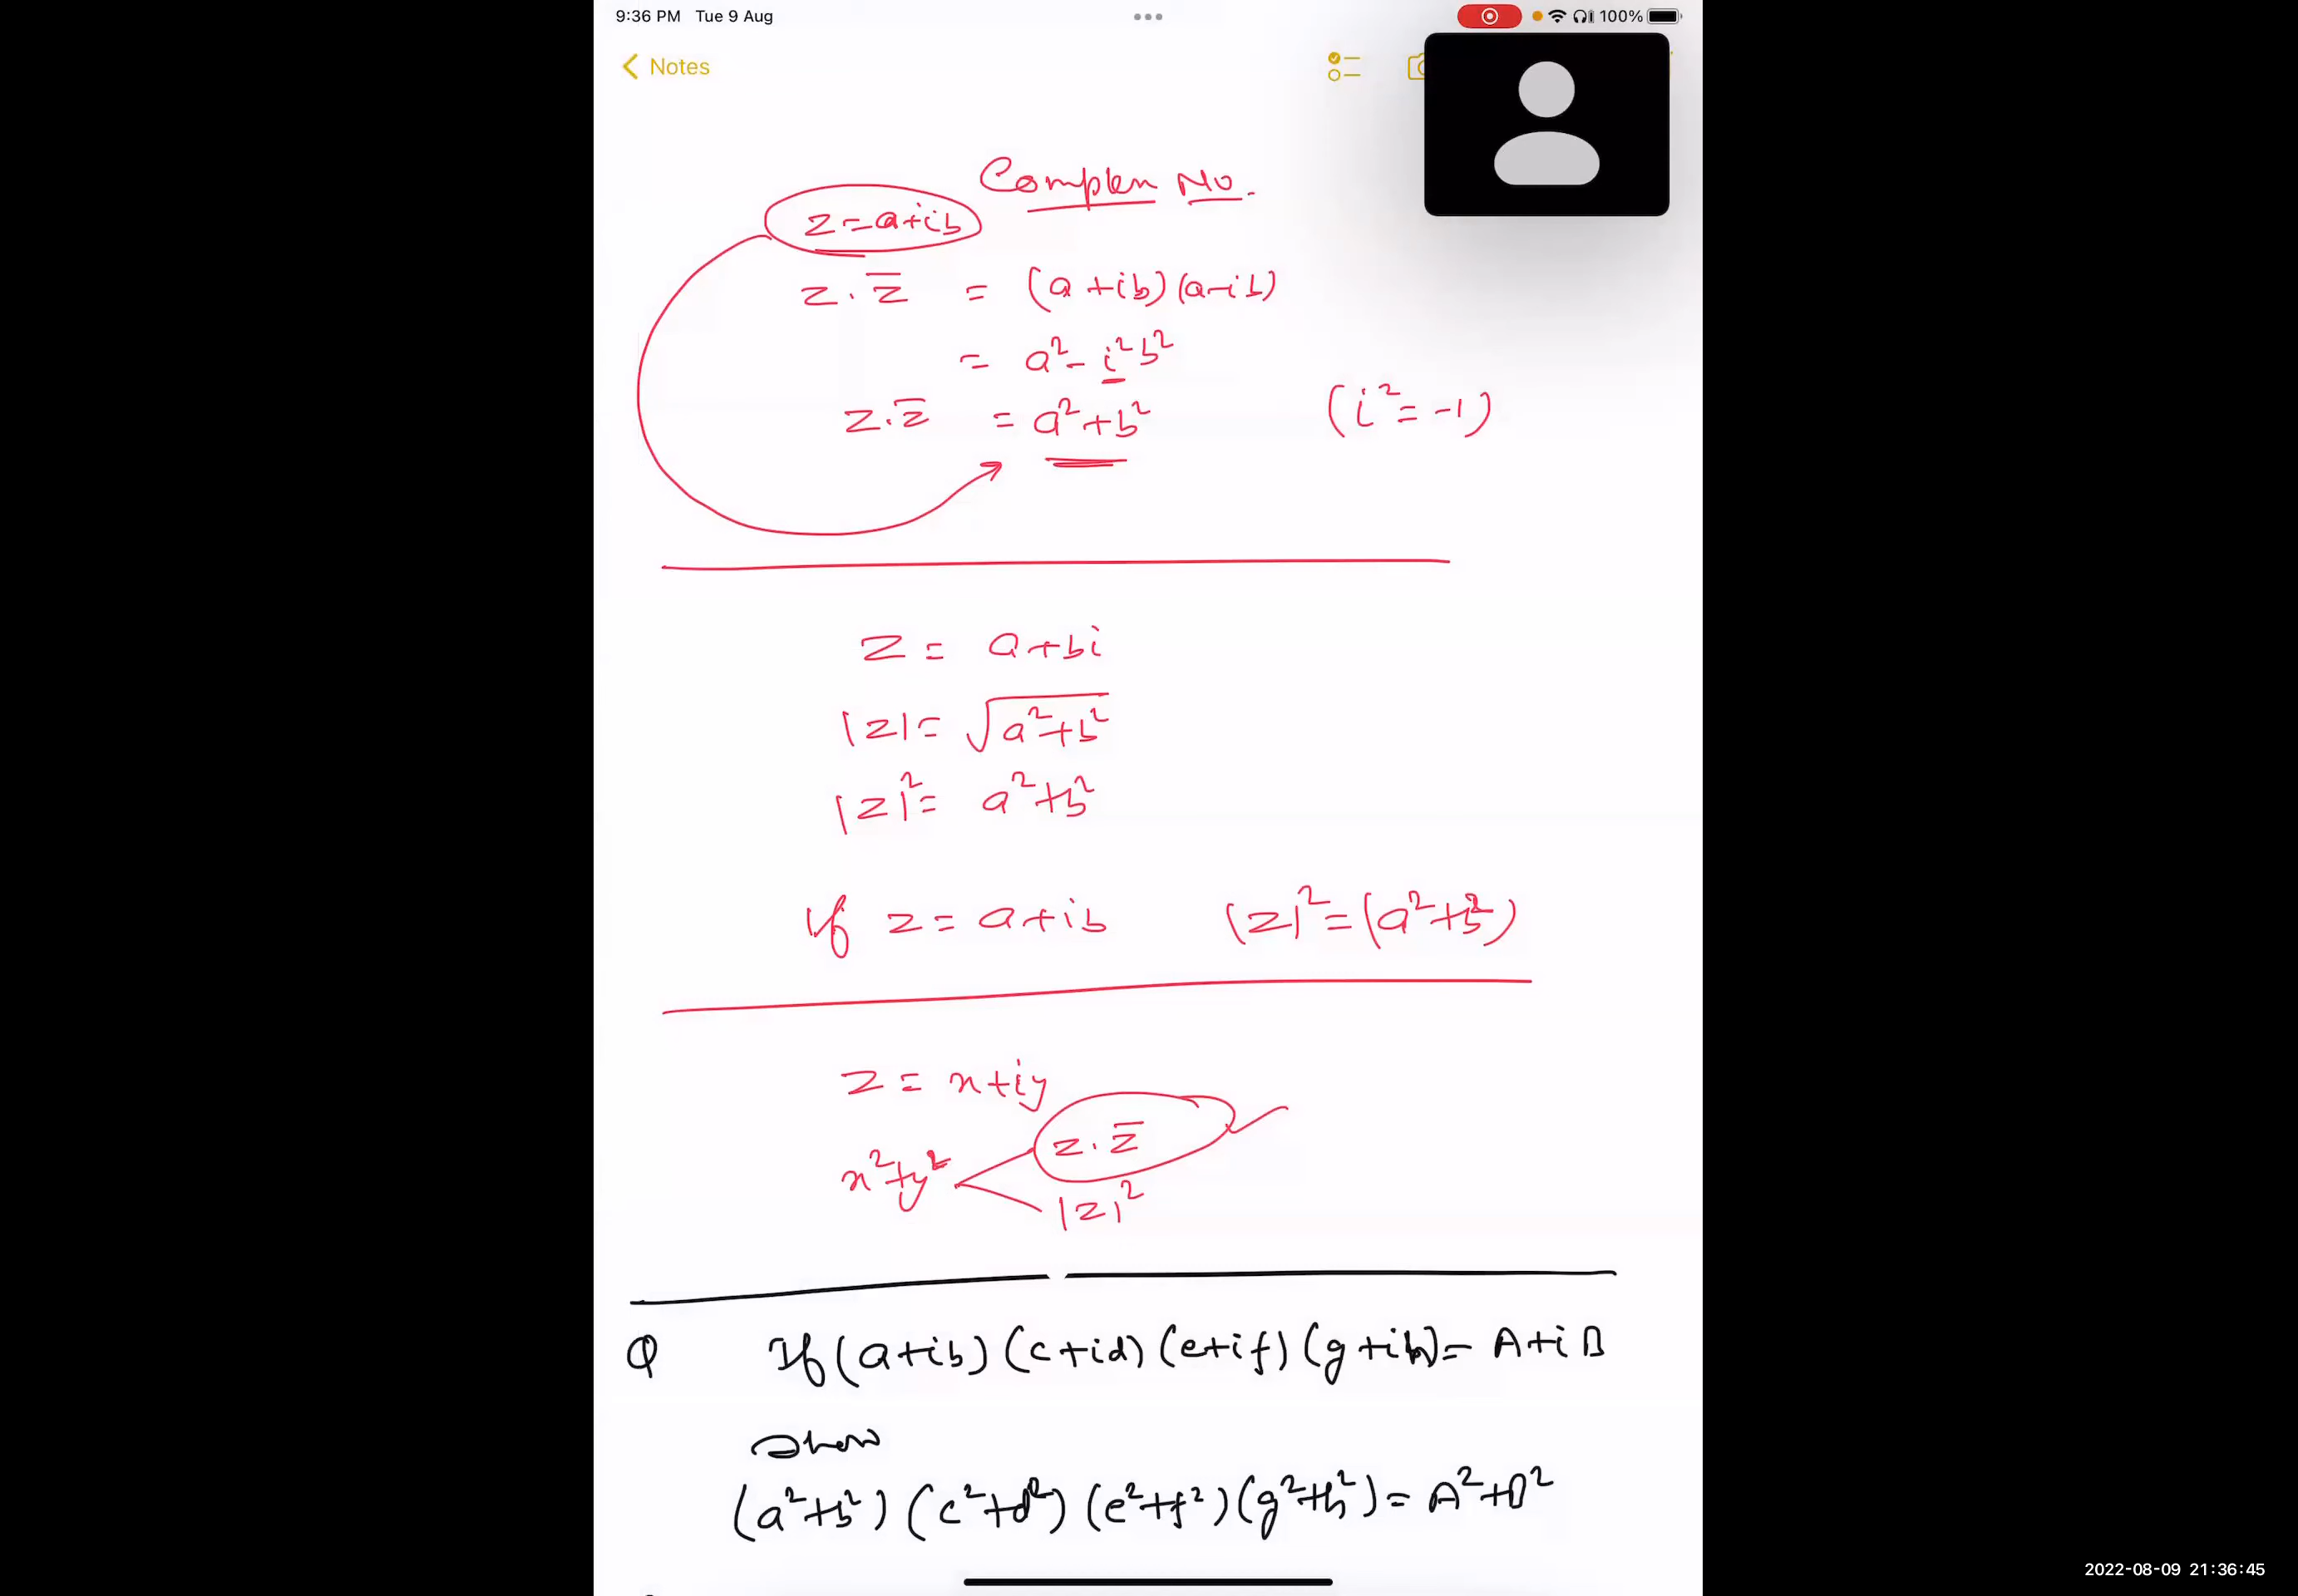 9:36 PM Tue 9 Aug
100%
Notes
Complex No.
z = a+ib
z . z̅ = (a+ib)(a-ib)
= a² - i²b²
z . z̅ = a²+b² (i² = -1)
z = a+bi
|z| = √(a²+b²)
|z|² = a²+b²
If z = a+ib |z|² = (a²+b²)
z = x+iy
z . z̅
x²+y²
|z|²
Q If (a+ib) (c+id) (e+if) (g+ih) = A+iB
Show
(a²+b²) (c²+d²) (e²+f²) (g²+h²) = A²+B²
2022-08-09 21:36:45